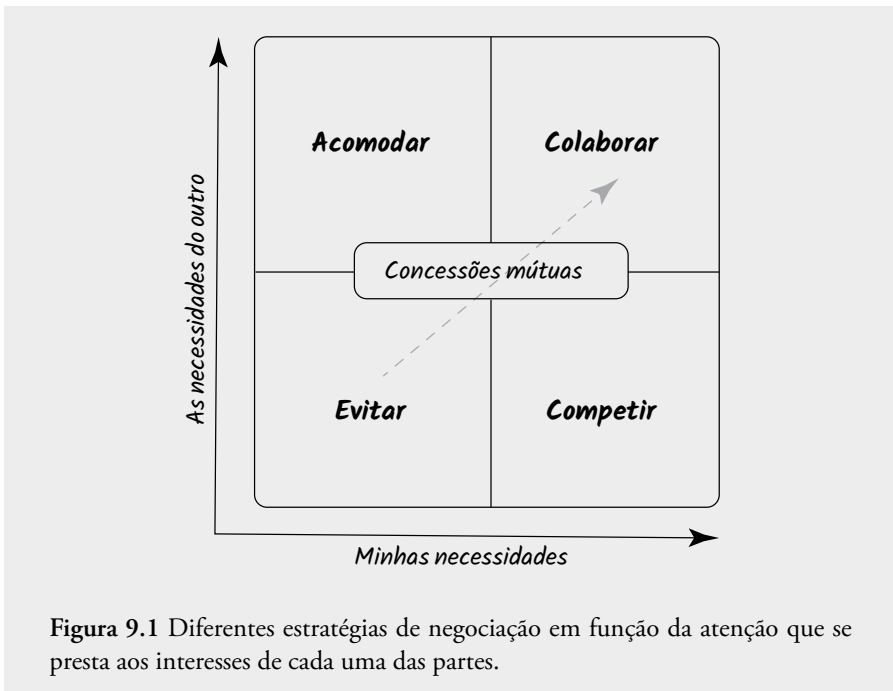 Acomodar
Colaborar
As necessidades do outro
Concessões mútuas
Evitar
Competir
Minhas necessidades
Figura 9.1 Diferentes estratégias de negociação em função da atenção que se
presta aos interesses de cada uma das partes.